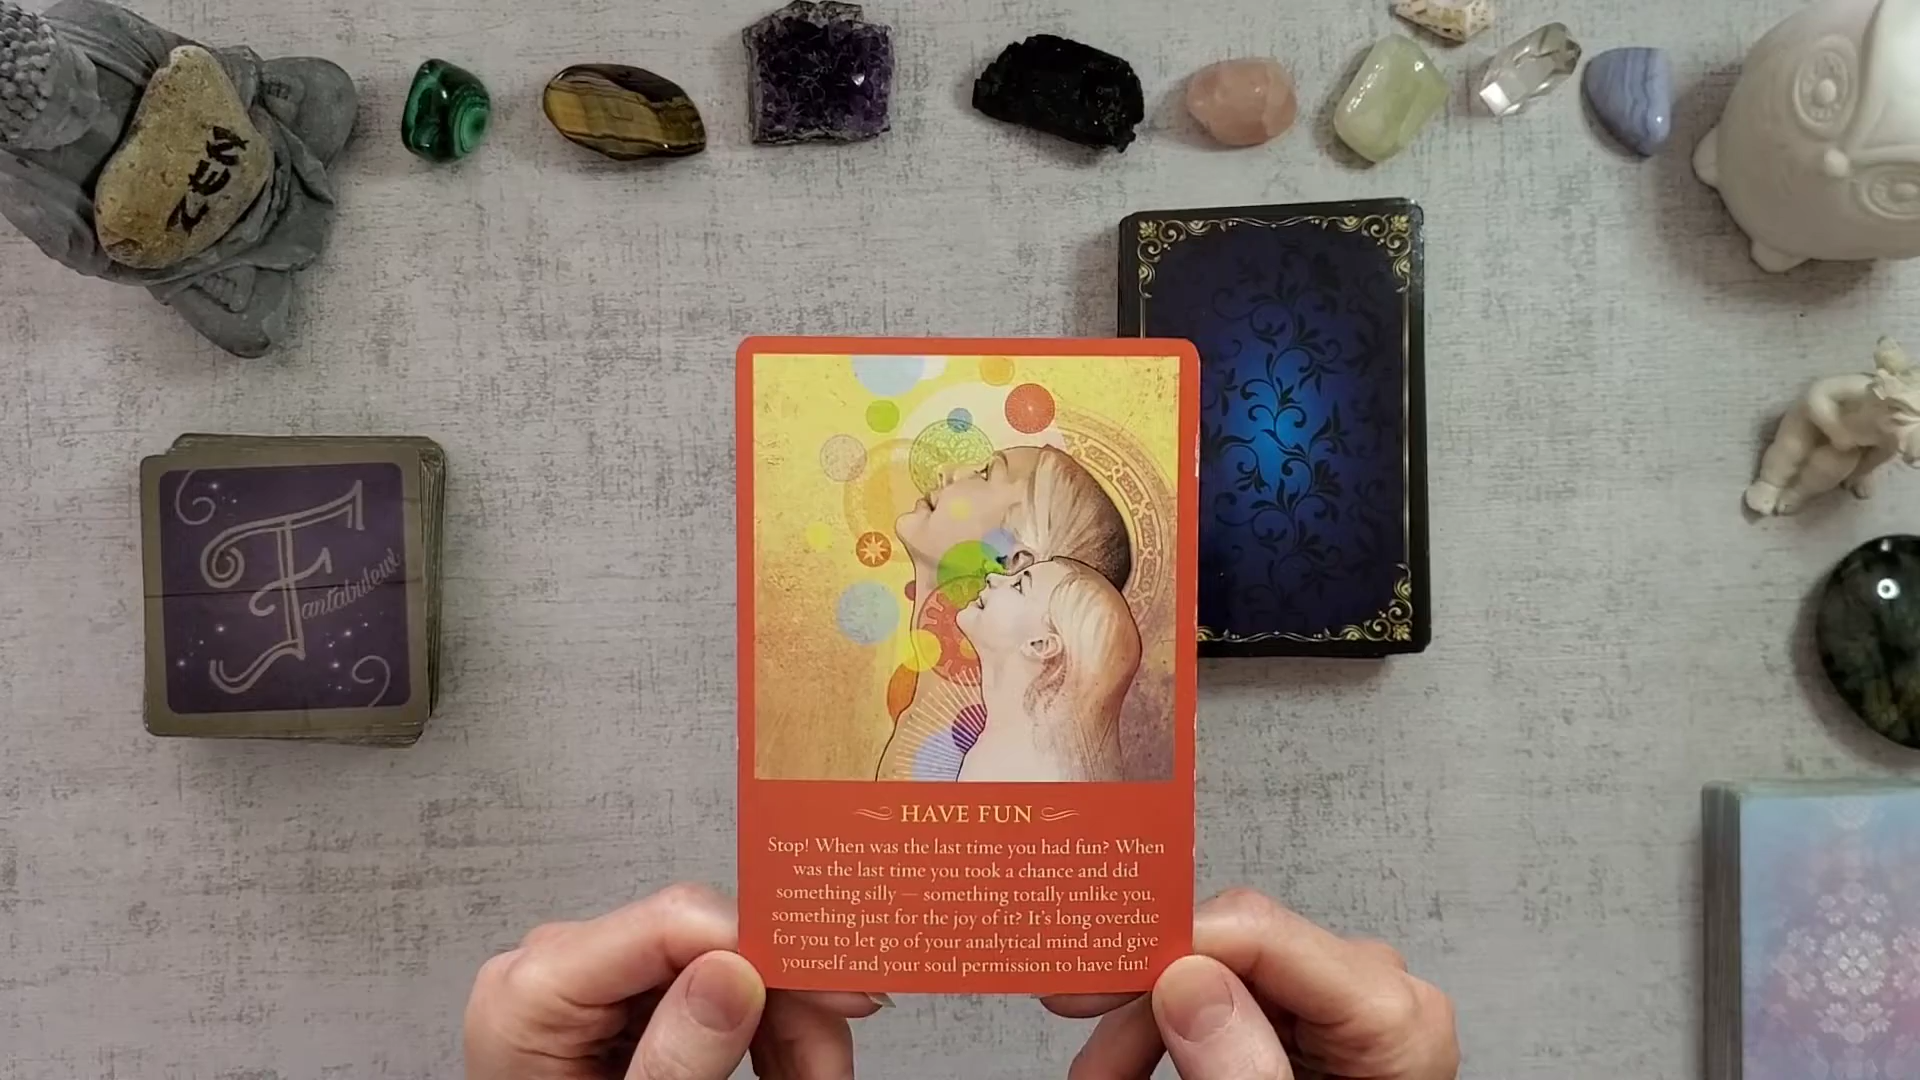 ZEN
Fantabulous
HAVE FUN
Stop! When was the last time you had fun? When
was the last time you took a chance and did
something silly — something totally unlike you,
something just for the joy of it? It's long overdue
for you to let go of your analytical mind and give
yourself and your soul permission to have fun!